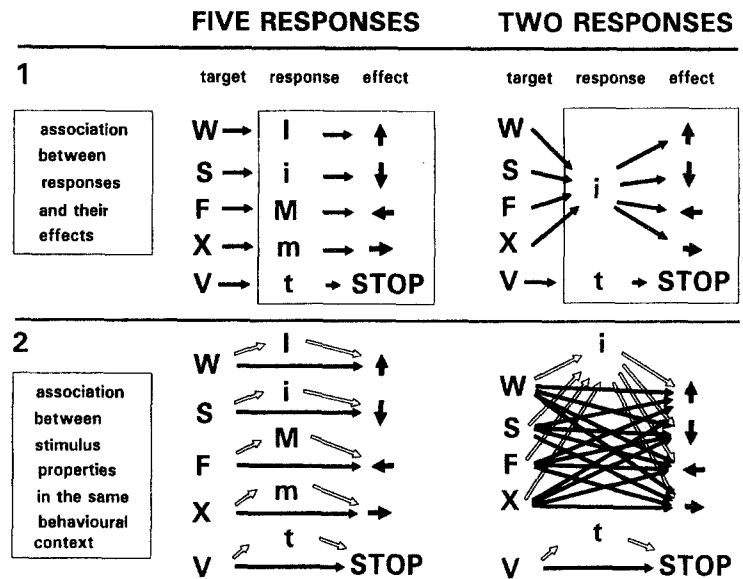 FIVE RESPONSES TWO RESPONSES
1
target response effect target response effect
association
between
responses
and their
effects
W I
S i
F M
X m
V t STOP
W
S
F
X
i
V t STOP
2
association
between
stimulus
properties
in the same
behavioural
context
I
W
i
S
M
F
m
X
t
V STOP
i
W
S
F
X
t
V STOP